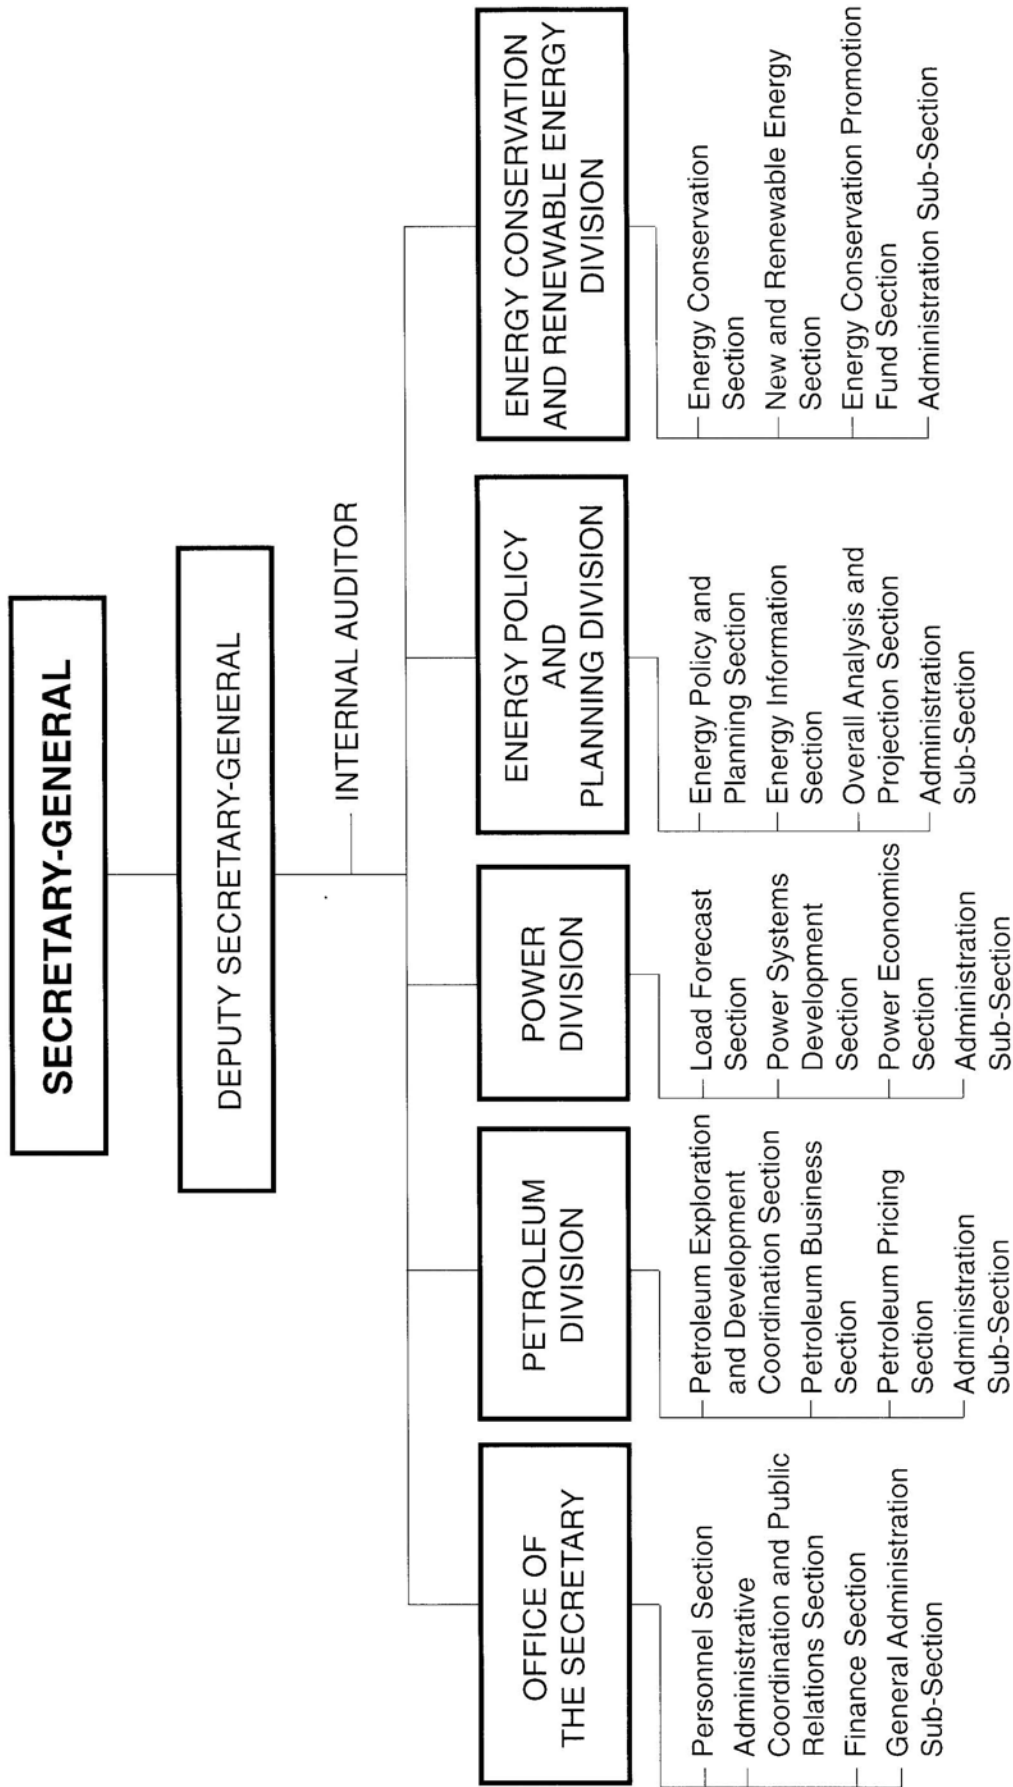 SECRETARY-GENERAL
DEPUTY SECRETARY-GENERAL
INTERNAL AUDITOR
OFFICE OF
THE SECRETARY
Personnel Section
Administrative
Coordination and Public
Relations Section
Finance Section
General Administration
Sub-Section
PETROLEUM
DIVISION
Petroleum Exploration
and Development
Coordination Section
Petroleum Business
Section
Petroleum Pricing
Section
Administration
Sub-Section
POWER
DIVISION
Load Forecast
Section
Power Systems
Development
Section
Power Economics
Section
Administration
Sub-Section
ENERGY POLICY
AND
PLANNING DIVISION
Energy Policy and
Planning Section
Energy Information
Section
Overall Analysis and
Projection Section
Administration
Sub-Section
ENERGY CONSERVATION
AND RENEWABLE ENERGY
DIVISION
Energy Conservation
Section
New and Renewable Energy
Section
Energy Conservation Promotion
Fund Section
Administration Sub-Section